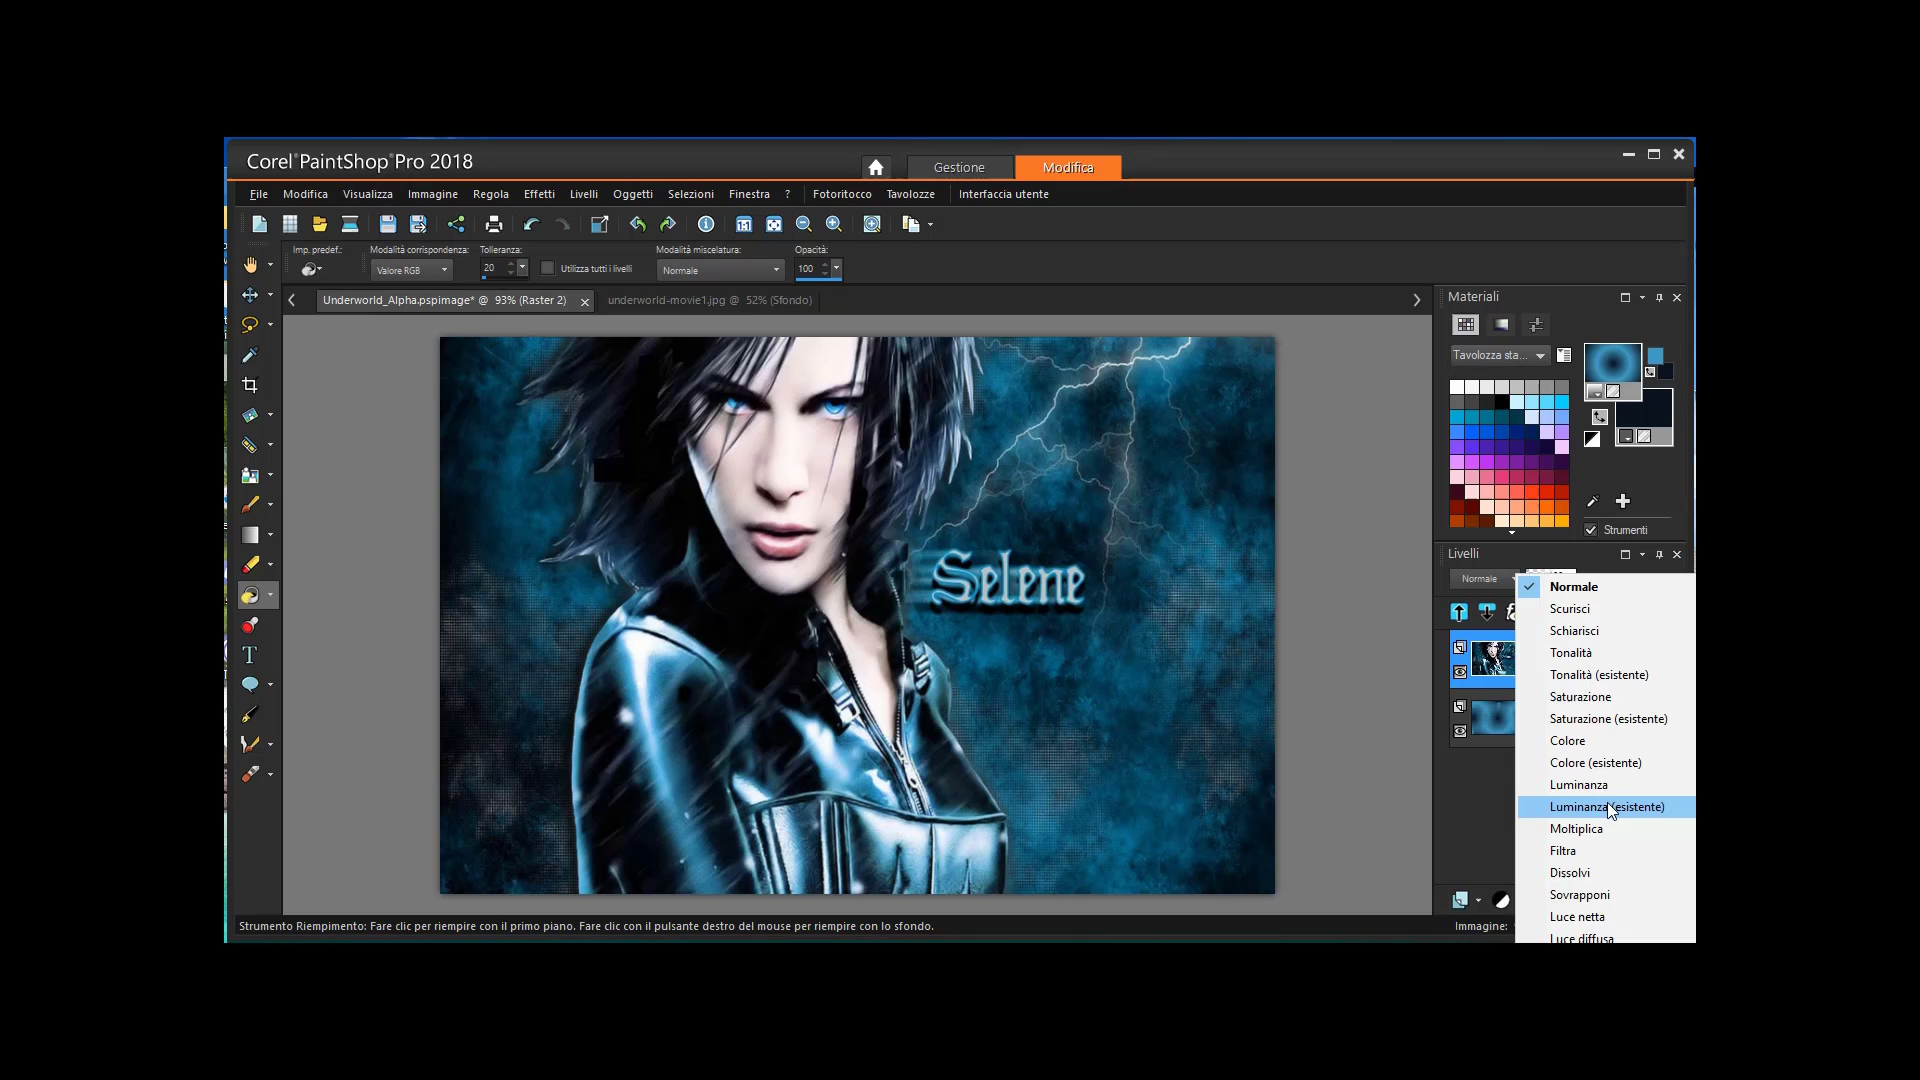 Corel®PaintShop®Pro 2018
Gestione
Modifica
File Modifica Visualizza Immagine Regola Effetti Livelli Oggetti Selezioni Finestra ? Fotoritocco Tavolozze Interfaccia utente
Imp. predef.: Modalità corrispondenza: Tolleranza: Modalità miscelatura: Opacità:
Valore RGB 20 Utilizza tutti i livelli Normale 100
Underworld_Alpha.pspimage* @ 93% (Raster 2)
underworld-movie1.jpg @ 52% (Sfondo)
Materiali
Tavolozza sta...
Strumenti
Selene
Livelli
Normale
Normale
Scurisci
Schiarisci
Tonalità
Tonalità (esistente)
Saturazione
Saturazione (esistente)
Colore
Colore (esistente)
Luminanza
Luminanza (esistente)
Moltiplica
Filtra
Dissolvi
Sovrapponi
Luce netta
Luce diffusa
Strumento Riempimento: Fare clic per riempire con il primo piano. Fare clic con il pulsante destro del mouse per riempire con lo sfondo.
Immagine: